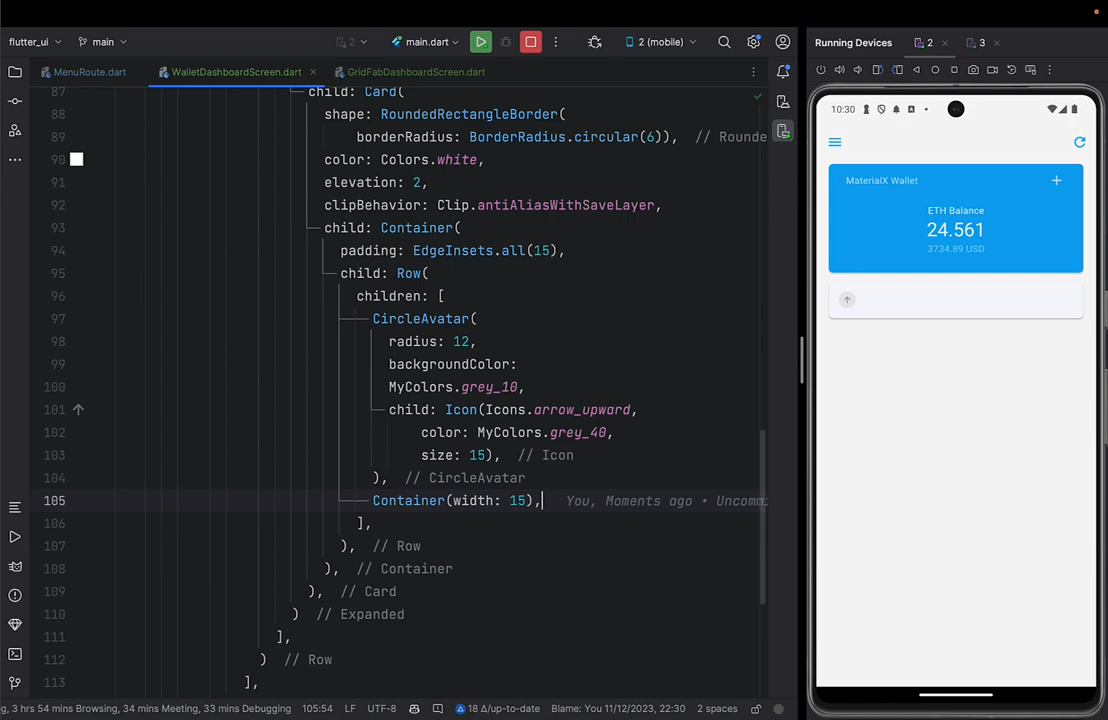 flutter_ui
main
2
main.dart
2 (mobile)
Running Devices
2
3
MenuRoute.dart
WalletDashboardScreen.dart
GridFabDashboardScreen.dart
87 child: Card(
88 shape: RoundedRectangleBorder(
89 borderRadius: BorderRadius.circular(6)), // Rounde
90 color: Colors.white,
91 elevation: 2,
92 clipBehavior: Clip.antiAliasWithSaveLayer,
93 child: Container(
94 padding: EdgeInsets.all(15),
95 child: Row(
96 children: [
97 CircleAvatar(
98 radius: 12,
99 backgroundColor:
100 MyColors.grey_10,
101 child: Icon(Icons.arrow_upward,
102 color: MyColors.grey_40,
103 size: 15), // Icon
104 ), // CircleAvatar
105 Container(width: 15), You, Moments ago • Uncommi
106 ],
107 ), // Row
108 ), // Container
109 ), // Card
110 ) // Expanded
111 ],
112 ) // Row
113 ],
10:30
MaterialX Wallet
ETH Balance
24.561
3734.89 USD
g, 3 hrs 54 mins Browsing, 34 mins Meeting, 33 mins Debugging
105:54
LF
UTF-8
18 Δ/up-to-date
Blame: You 11/12/2023, 22:30
2 spaces